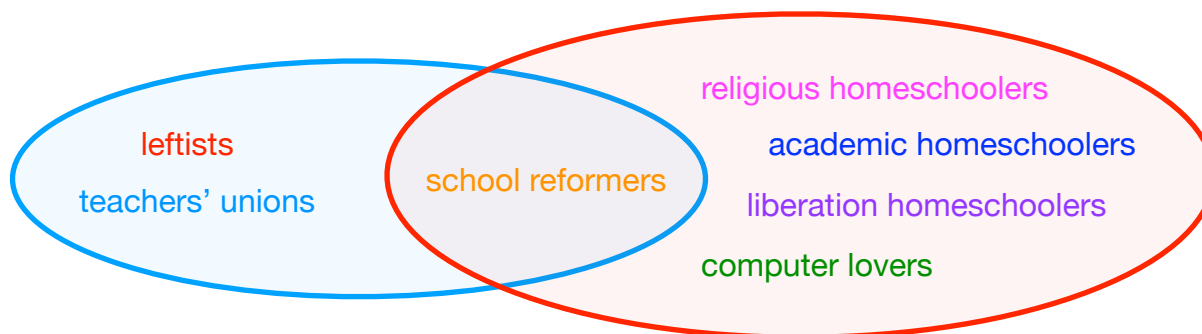 religious homeschoolers
leftists
academic homeschoolers
school reformers
teachers’ unions
liberation homeschoolers
computer lovers